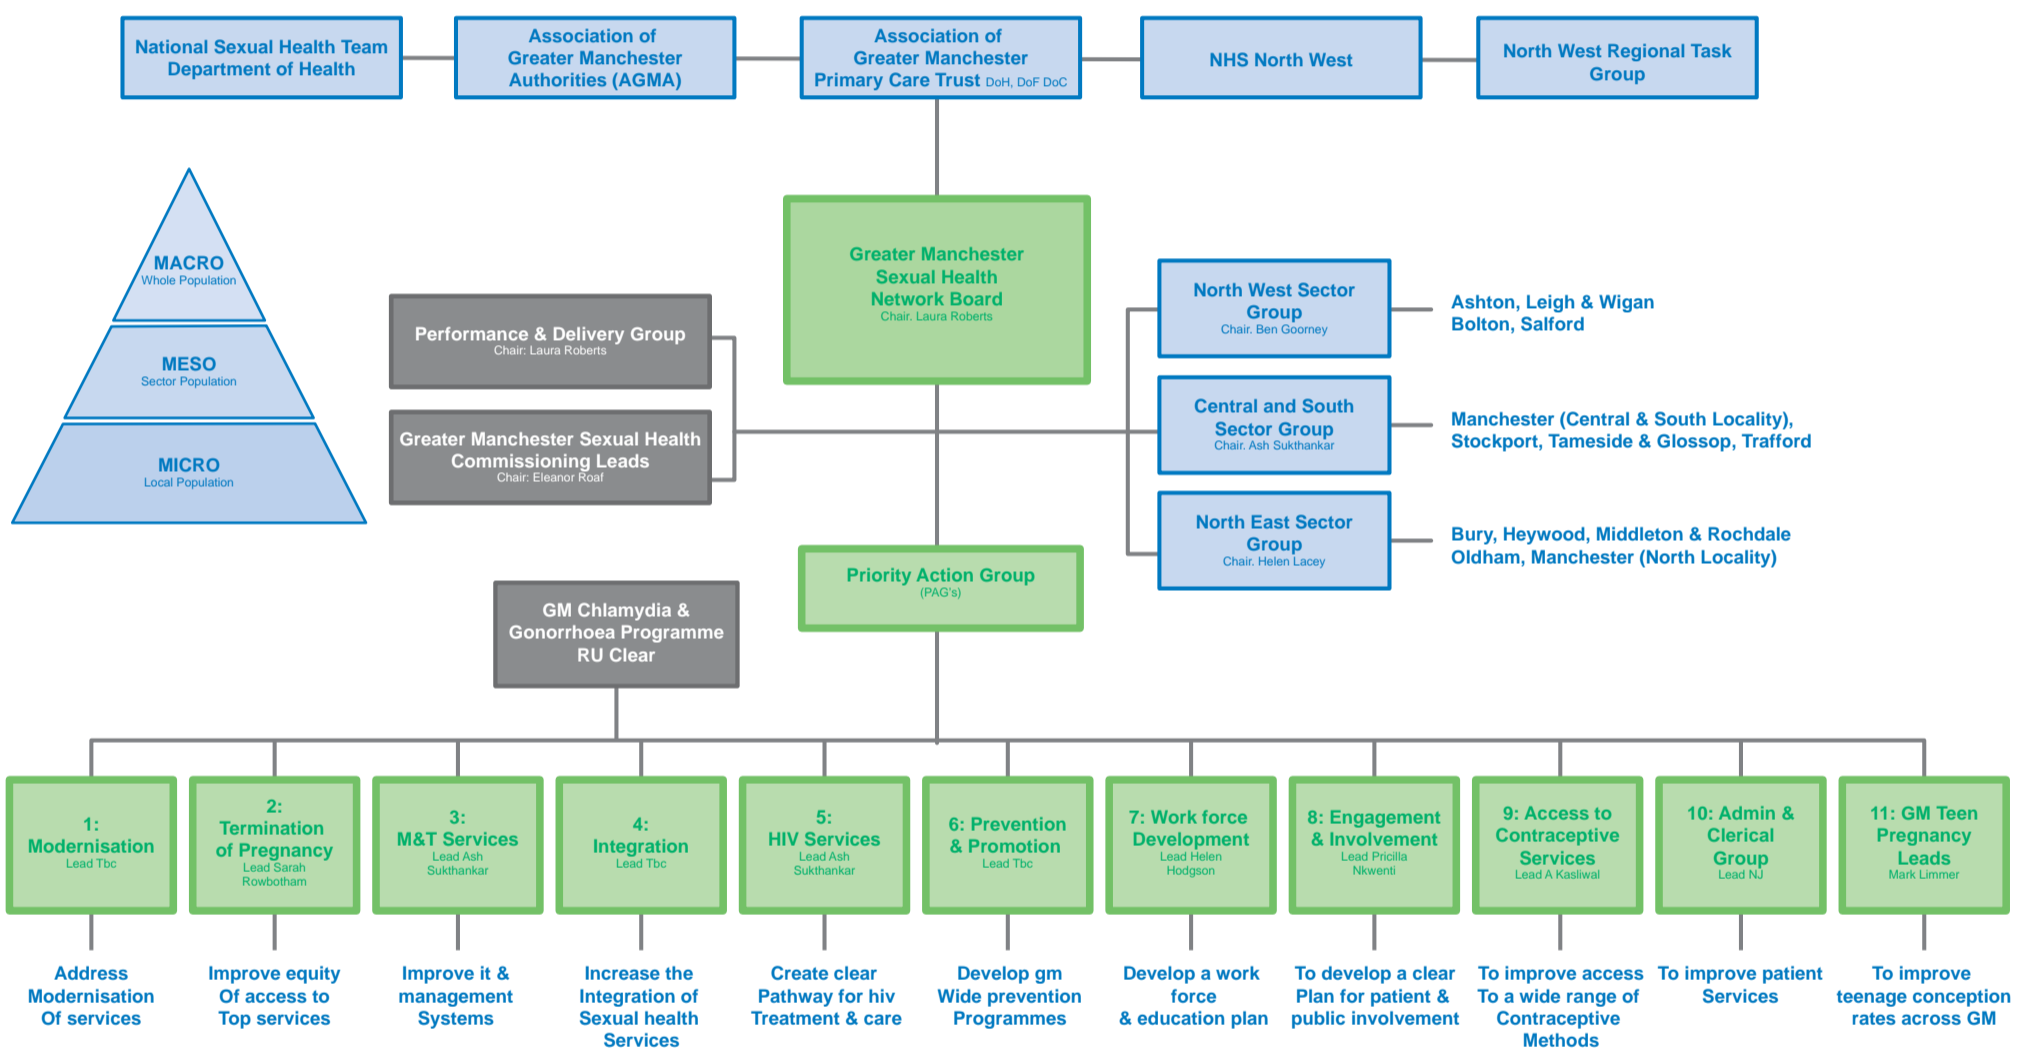 National Sexual Health Team
Department of Health
Association of
Greater Manchester
Authorities (AGMA)
Association of
Greater Manchester
Primary Care Trust DoH, DoF DoC
NHS North West
North West Regional Task
Group
MACRO
Whole Population
MESO
Sector Population
MICRO
Local Population
Greater Manchester
Sexual Health
Network Board
Chair. Laura Roberts
Performance & Delivery Group
Chair: Laura Roberts
Greater Manchester Sexual Health
Commissioning Leads
Chair: Eleanor Roaf
North West Sector
Group
Chair. Ben Goorney
Ashton, Leigh & Wigan
Bolton, Salford
Central and South
Sector Group
Chair. Ash Sukthankar
Manchester (Central & South Locality),
Stockport, Tameside & Glossop, Trafford
North East Sector
Group
Chair. Helen Lacey
Bury, Heywood, Middleton & Rochdale
Oldham, Manchester (North Locality)
Priority Action Group
(PAG's)
GM Chlamydia &
Gonorrhoea Programme
RU Clear
1:
Modernisation
Lead Tbc
2:
Termination
of Pregnancy
Lead Sarah
Rowbotham
3:
M&T Services
Lead Ash
Sukthankar
4:
Integration
Lead Tbc
5:
HIV Services
Lead Ash
Sukthankar
6: Prevention
& Promotion
Lead Tbc
7: Work force
Development
Lead Helen
Hodgson
8: Engagement
& Involvement
Lead Pricilla
Nkwenti
9: Access to
Contraceptive
Services
Lead A Kasliwal
10: Admin &
Clerical
Group
Lead NJ
11: GM Teen
Pregnancy
Leads
Mark Limmer
Address
Modernisation
Of services
Improve equity
Of access to
Top services
Improve it &
management
Systems
Increase the
Integration of
Sexual health
Services
Create clear
Pathway for hiv
Treatment & care
Develop gm
Wide prevention
Programmes
Develop a work
force
& education plan
To develop a clear
Plan for patient &
public involvement
To improve access
To a wide range of
Contraceptive
Methods
To improve patient
Services
To improve
teenage conception
rates across GM